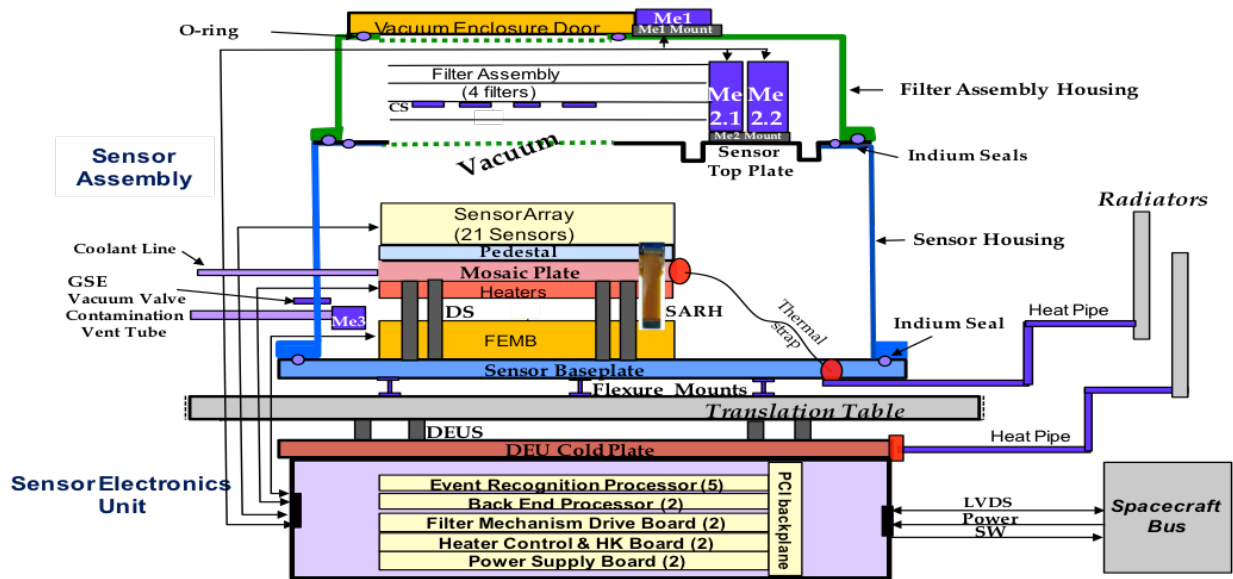 Me1
Vacuum Enclosure Door
Me1 Mount
O-ring
Filter Assembly
(4 filters)
CS
Me
2.1
Me
2.2
Me2 Mount
Filter Assembly Housing
Vacuum
Sensor
Top Plate
Indium Seals
Sensor
Assembly
Radiators
SensorArray
(21 Sensors)
Pedestal
Sensor Housing
Coolant Line
Mosaic Plate
GSE
Vacuum Valve
Contamination
Vent Tube
Heaters
Me3
DS
SARH
Thermal
strap
Heat Pipe
Indium Seal
FEMB
Sensor Baseplate
Flexure Mounts
Translation Table
DEUS
Heat Pipe
DEU Cold Plate
Sensor Electronics
Unit
Event Recognition Processor (5)
Back End Processor (2)
Filter Mechanism Drive Board (2)
Heater Control & HK Board (2)
Power Supply Board (2)
PCI backplane
LVDS
Power
SW
Spacecraft
Bus